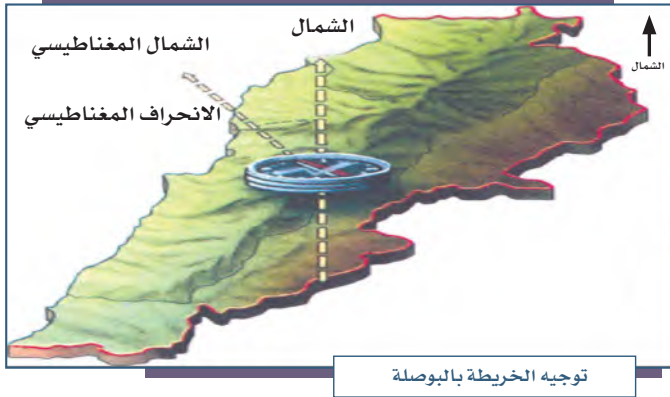 الشمال
الشمال
الشمال المغناطيسي
الانحراف المغناطيسي
توجيه الخريطة بالبوصلة